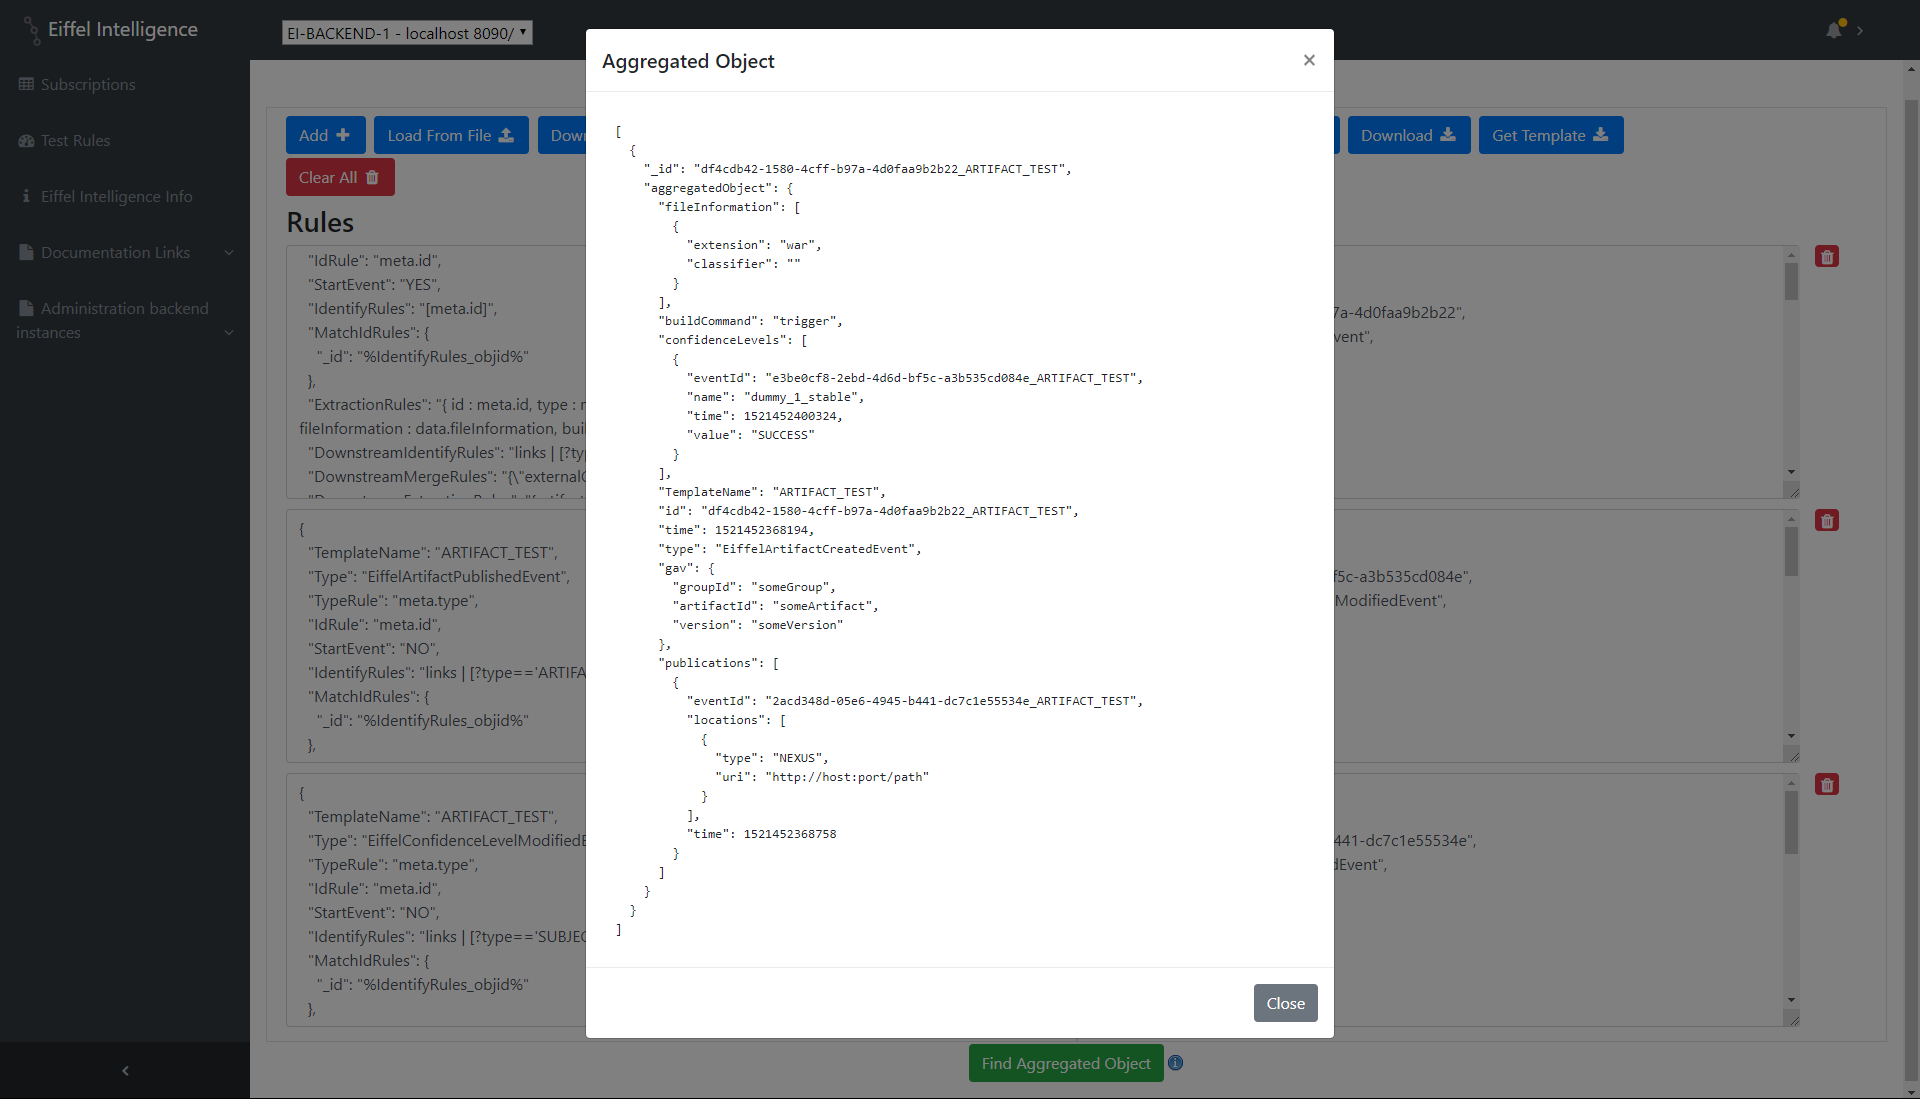 Eiffel Intelligence
EI-BACKEND-1 - localhost 8090/
Subscriptions
Test Rules
Eiffel Intelligence Info
Documentation Links
Administration backend
instances
Add
Load From File
Download
Get Template
Clear All
Rules
"IdRule": "meta.id",
"StartEvent": "YES",
"IdentifyRules": "[meta.id]",
"MatchIdRules": {
"_id": "%IdentifyRules_objid%"
},
"ExtractionRules": "{ id : meta.id, type :
fileInformation : data.fileInformation,
"DownstreamIdentifyRules": "links |
"DownstreamMergeRules":
{
"TemplateName": "ARTIFACT_TEST",
"Type": "EiffelArtifactPublishedEvent",
"TypeRule": "meta.type",
"IdRule": "meta.id",
"StartEvent": "NO",
"IdentifyRules": "links | [?type=='ARTIFA
"MatchIdRules": {
"_id": "%IdentifyRules_objid%"
},
{
"TemplateName": "ARTIFACT_TEST",
"Type": "EiffelConfidenceLevelModifiedE
"TypeRule": "meta.type",
"IdRule": "meta.id",
"StartEvent": "NO",
"IdentifyRules": "links | [?type=='SUBJEC
"MatchIdRules": {
"_id": "%IdentifyRules_objid%"
},
7a-4d0faa9b2b22",
vent",
f5c-a3b535cd084e",
ModifiedEvent",
441-dc7c1e55534e",
dEvent",
Aggregated Object
×
[
{
"_id": "df4cdb42-1580-4cff-b97a-4d0faa9b2b22_ARTIFACT_TEST",
"aggregatedObject": {
"fileInformation": [
{
"extension": "war",
"classifier": ""
}
],
"buildCommand": "trigger",
"confidenceLevels": [
{
"eventId": "e3be0cf8-2ebd-4d6d-bf5c-a3b535cd084e_ARTIFACT_TEST",
"name": "dummy_1_stable",
"time": 1521452400324,
"value": "SUCCESS"
}
],
"TemplateName": "ARTIFACT_TEST",
"id": "df4cdb42-1580-4cff-b97a-4d0faa9b2b22_ARTIFACT_TEST",
"time": 1521452368194,
"type": "EiffelArtifactCreatedEvent",
"gav": {
"groupId": "someGroup",
"artifactId": "someArtifact",
"version": "someVersion"
},
"publications": [
{
"eventId": "2acd348d-05e6-4945-b441-dc7c1e55534e_ARTIFACT_TEST",
"locations": [
{
"type": "NEXUS",
"uri": "http://host:port/path"
}
],
"time": 1521452368758
}
]
}
}
]
Close
Find Aggregated Object